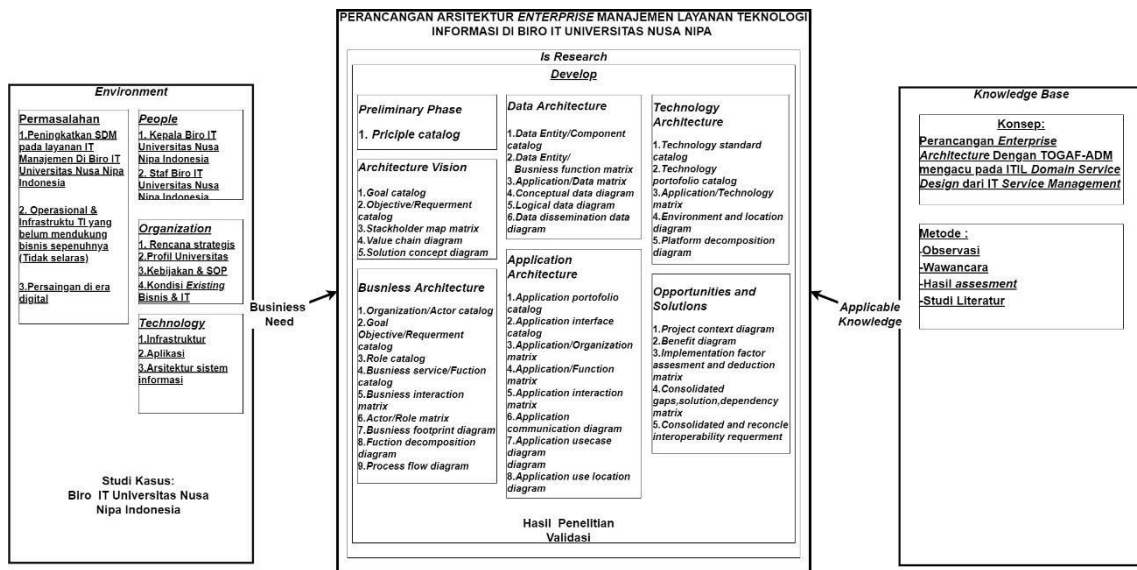 PERANCANGAN ARSITEKTUR ENTERPRISE MANAJEMEN LAYANAN TEKNOLOGI
INFORMASI DI BIRO IT UNIVERSITAS NUSA NIPA
Environment
Permasalahan
1.Peningkatkan SDM
pada layanan IT
Manajemen Di Biro IT
Universitas Nusa Nipa
Indonesia
2. Operasional &
Infrastruktu TI yang
belum mendukung
bisnis sepenuhnya
(Tidak selaras)
3.Persaingan di era
digital
People
1. Kepala Biro IT
Universitas Nusa
Nipa Indonesia
2. Staf Biro IT
Universitas Nusa
Nipa Indonesia
Organization
1. Rencana strategis
2.Profil Universitas
3.Kebijakan & SOP
4.Kondisi Existing
Bisnis & IT
Technology
1.Infrastruktur
2.Aplikasi
3.Arsitektur sistem
informasi
Studi Kasus:
Biro IT Universitas Nusa
Nipa Indonesia
Busniess
Need
Is Research
Develop
Preliminary Phase
1. Priciple catalog
Architecture Vision
1.Goal catalog
2.Objective/Requerment
catalog
3.Stackholder map matrix
4.Value chain diagram
5.Solution concept diagram
Busniess Architecture
1.Organization/Actor catalog
2.Goal
Objective/Requerment
catalog
3.Role catalog
4.Busniess service/Fuction
catalog
5.Busniess interaction
matrix
6.Actor/Role matrix
7.Busniess footprint diagram
8.Fuction decomposition
diagram
9.Process flow diagram
Data Architecture
1.Data Entity/Component
catalog
2.Data Entity/
Busniess function matrix
3.Application/Data matrix
4.Conceptual data diagram
5.Logical data diagram
6.Data dissemination data
diagram
Application
Architecture
1.Application portofolio
catalog
2.Application interface
catalog
3.Application/Organization
matrix
4.Application/Function
matrix
5.Application interaction
matrix
6.Application
communication diagram
7.Application usecase
diagram
diagram
8.Application use location
diagram
Technology
Architecture
1.Technology standard
catalog
2.Technology
portofolio catalog
3.Application/Technology
matrix
4.Environment and location
diagram
5.Platform decomposition
diagram
Opportunities and
Solutions
1.Project context diagram
2.Benefit diagram
3.Implementation factor
assesment and deduction
matrix
4.Consolidated
gaps,solution,dependency
matrix
5.Consolidated and reconcile
interoperability requerment
Hasil Penelitian
Validasi
Applicable
Knowledge
Knowledge Base
Konsep:
Perancangan Enterprise
Architecture Dengan TOGAF-ADM
mengacu pada ITIL Domain Service
Design dari IT Service Management
Metode :
-Observasi
-Wawancara
-Hasil assesment
-Studi Literatur